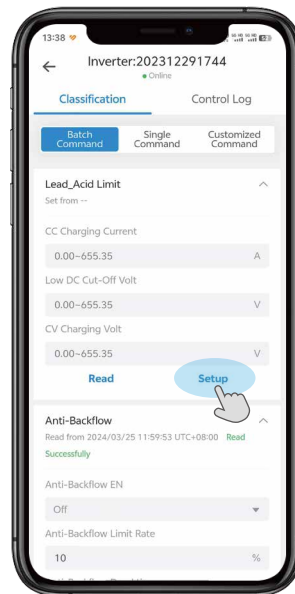 13:38
Inverter:202312291744
Online
Classification
Control Log
Batch Command
Single Command
Customized Command
Lead_Acid Limit
Set from --
CC Charging Current
0.00~655.35 A
Low DC Cut-Off Volt
0.00~655.35 V
CV Charging Volt
0.00~655.35 V
Read
Setup
Anti-Backflow
Read from 2024/03/25 11:59:53 UTC+08:00 Read
Successfully
Anti-Backflow EN
Off
Anti-Backflow Limit Rate
10 %